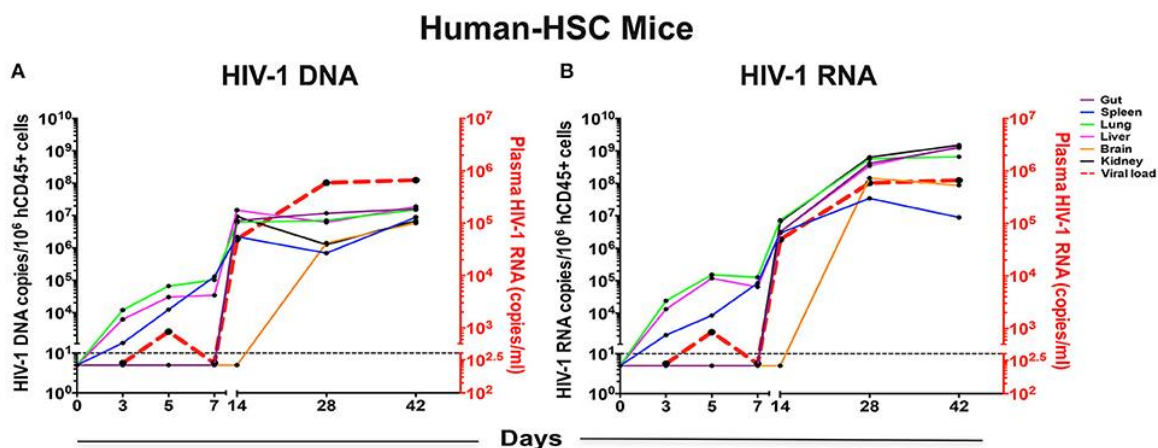 Human-HSC Mice
A
HIV-1 DNA
HIV-1 DNA copies/10⁶ hCD45+ cells
10¹⁰
10⁹
10⁸
10⁷
10⁶
10⁵
10⁴
10¹
10⁰
Plasma HIV-1 RNA (copies/ml)
10⁷
10⁶
10⁵
10⁴
10³
10².⁵
10²
0 3 5 7 14 28 42
B
HIV-1 RNA
HIV-1 RNA copies/10⁶ hCD45+ cells
10¹⁰
10⁹
10⁸
10⁷
10⁶
10⁵
10⁴
10¹
10⁰
Plasma HIV-1 RNA (copies/ml)
10⁷
10⁶
10⁵
10⁴
10³
10².⁵
10²
0 3 5 7 14 28 42
Gut
Spleen
Lung
Liver
Brain
Kidney
Viral load
Days